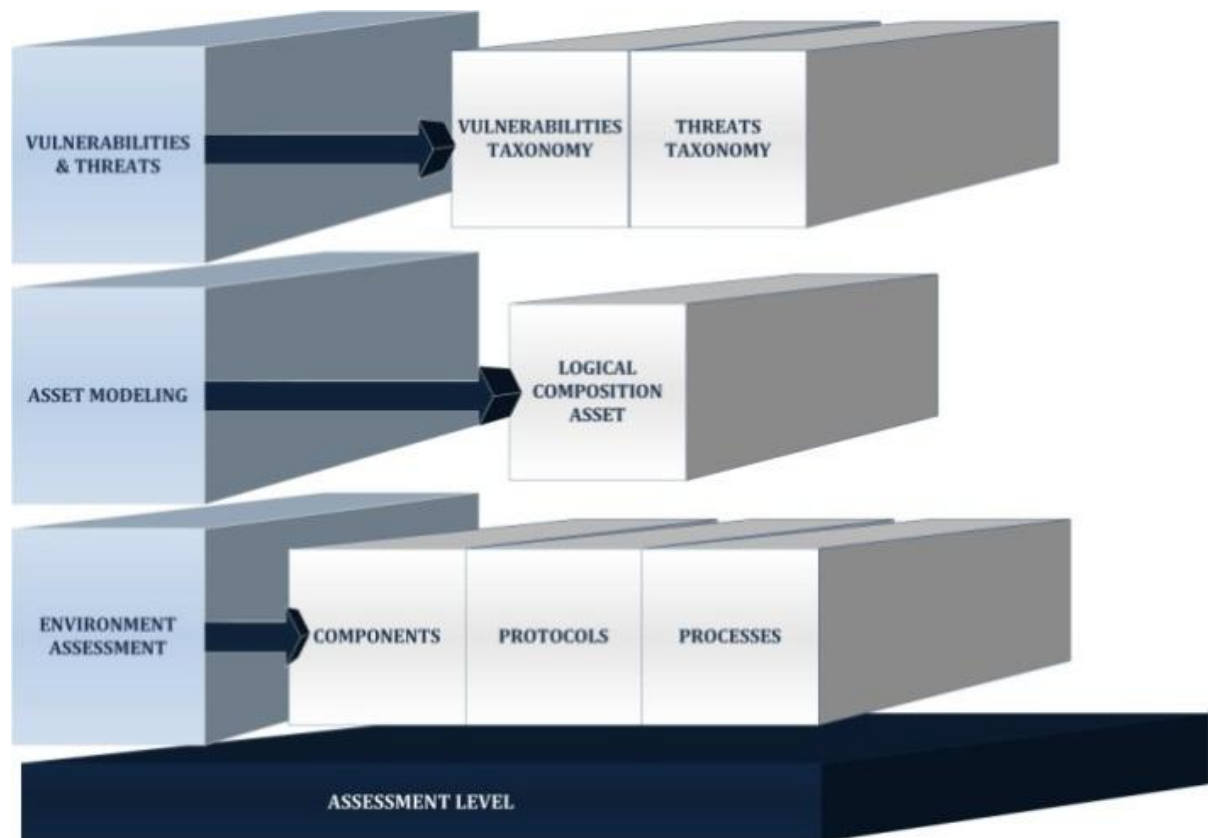 VULNERABILITIES
& THREATS
VULNERABILITIES
TAXONOMY
THREATS
TAXONOMY
ASSET MODELING
LOGICAL
COMPOSITION
ASSET
ENVIRONMENT
ASSESSMENT
COMPONENTS
PROTOCOLS
PROCESSES
ASSESSMENT LEVEL